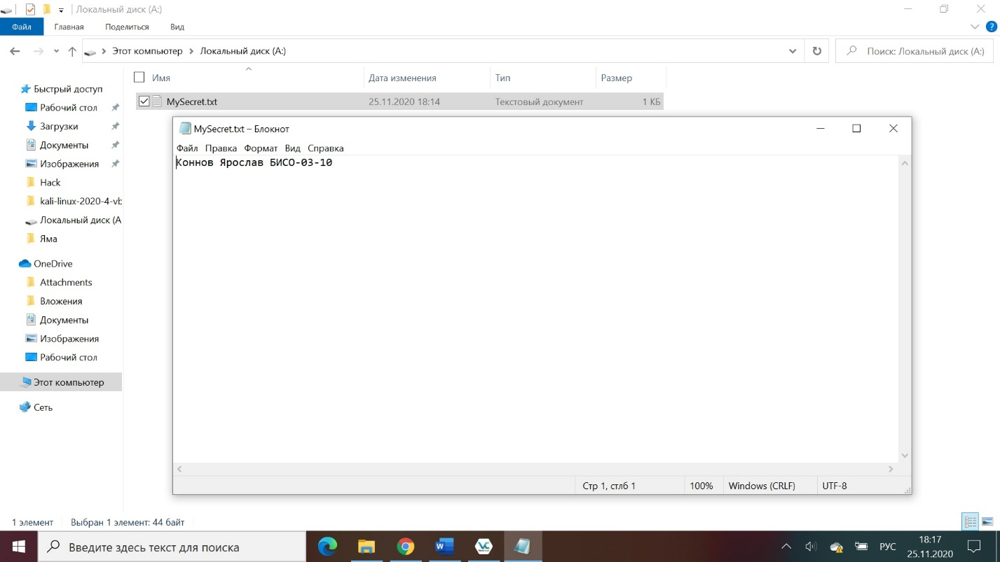 Локальный диск (A:)
Файл Главная Поделиться Вид
Этот компьютер Локальный диск (A:) Поиск: Локальный диск (A:)
Имя Дата изменения Тип Размер
MySecret.txt 25.11.2020 18:14 Текстовый документ 1 КБ
Быстрый доступ
Рабочий стол
Загрузки
Документы
Изображения
Hack
kali-linux-2020-4-vb
Локальный диск (A
Яма
OneDrive
Attachments
Вложения
Документы
Изображения
Рабочий стол
Этот компьютер
Сеть
MySecret.txt – Блокнот
Файл Правка Формат Вид Справка
Коннов Ярослав БИСО-03-10
Стр 1, стлб 1 100% Windows (CRLF) UTF-8
1 элемент Выбран 1 элемент: 44 байт
Введите здесь текст для поиска
РУС
18:17
25.11.2020